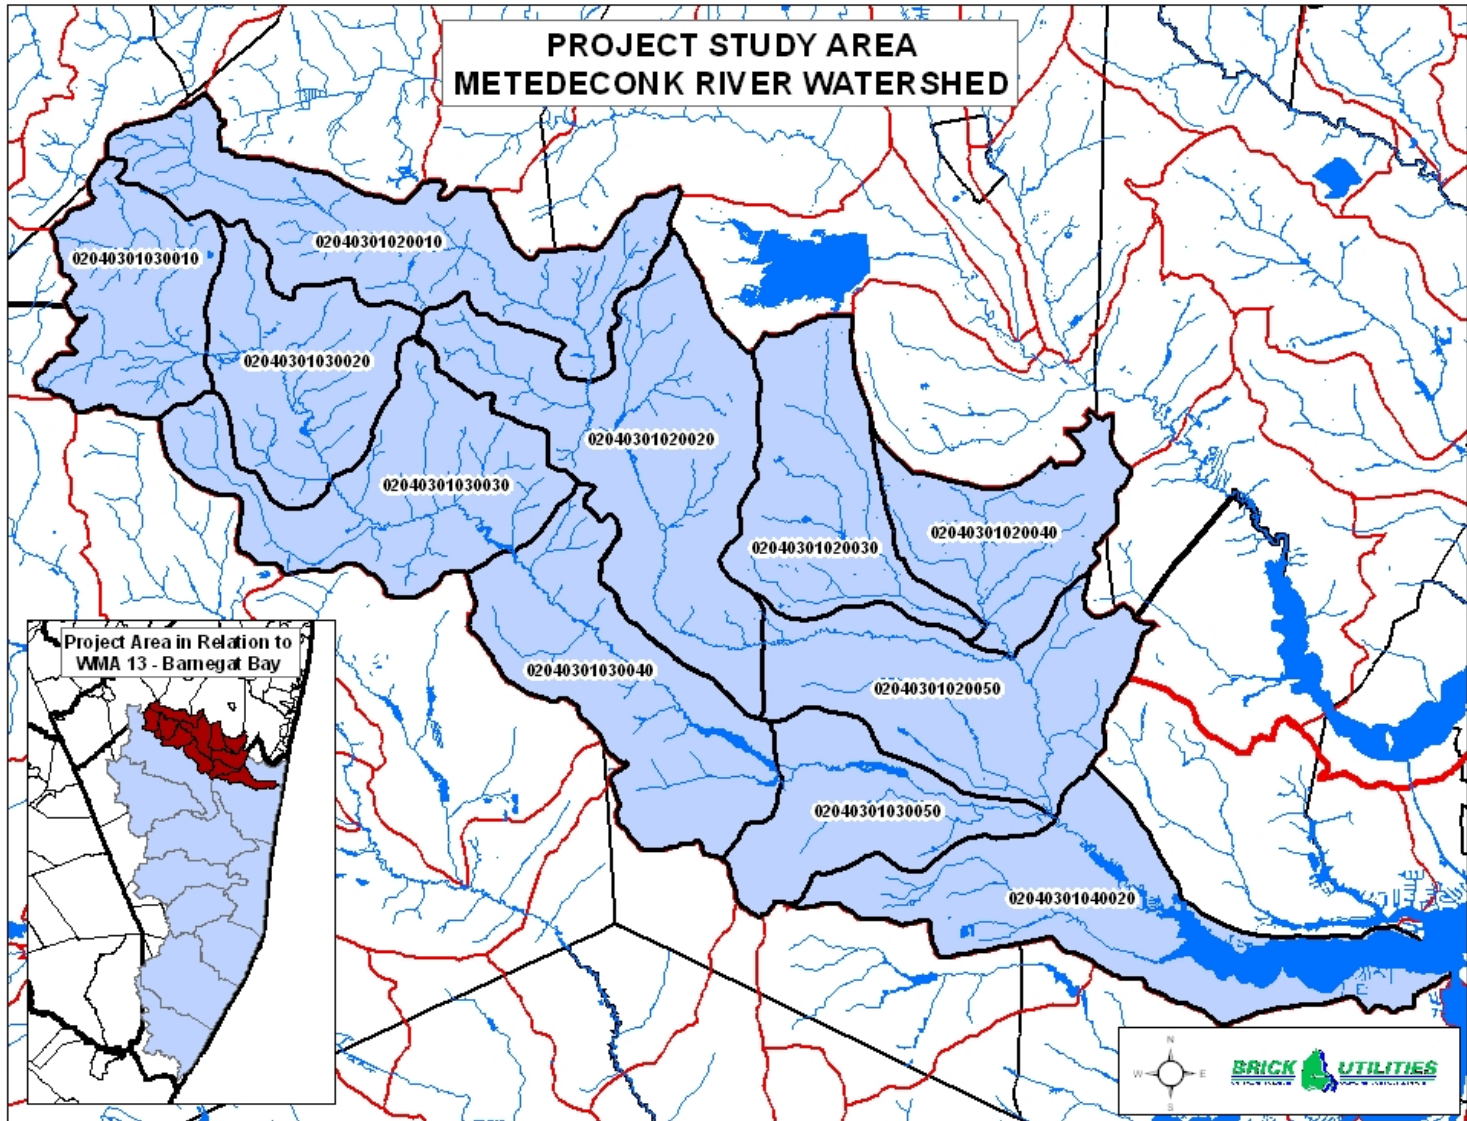 PROJECT STUDY AREA
METEDECONK RIVER WATERSHED
02040301020010
02040301030010
02040301030020
02040301020020
02040301030030
02040301020030
02040301020040
02040301030040
02040301020050
02040301030050
02040301040020
Project Area in Relation to
WMA 13 - Barnegat Bay
N
W E
S
BRICK UTILITIES